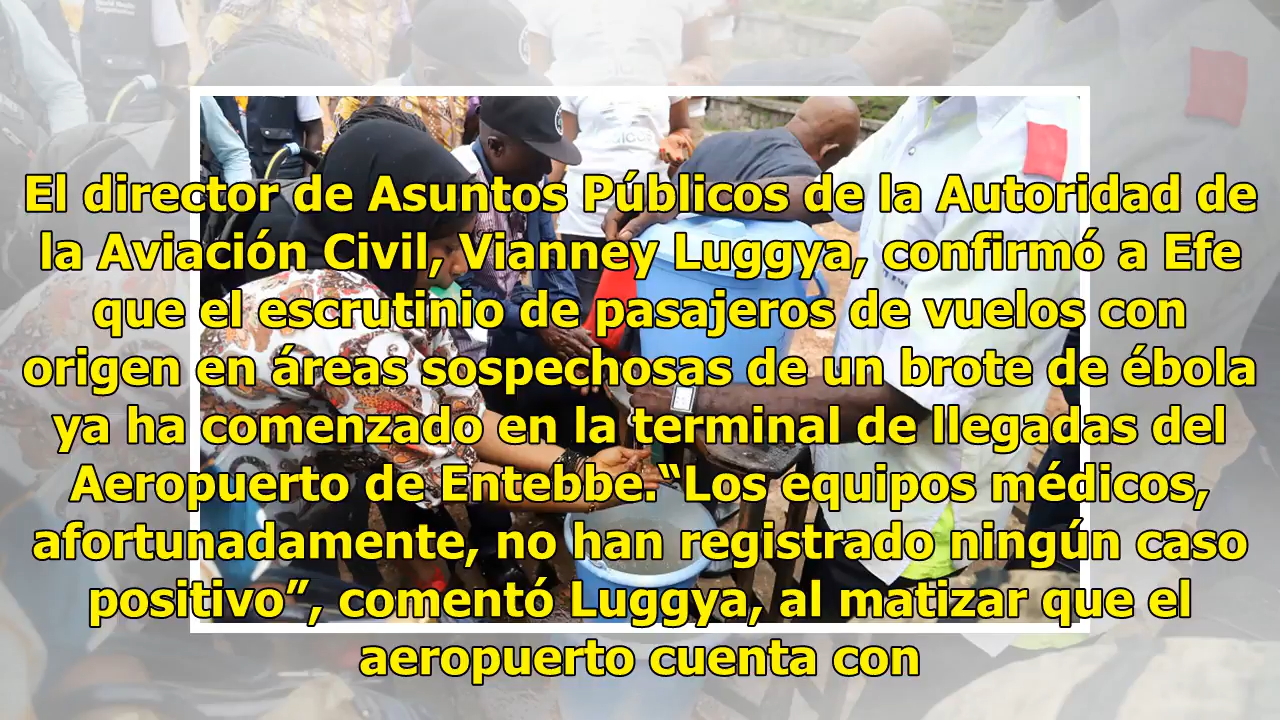 El director de Asuntos Públicos de la Autoridad de
la Aviación Civil, Vianney Luggya, confirmó a Efe
que el escrutinio de pasajeros de vuelos con
origen en áreas sospechosas de un brote de ébola
ya ha comenzado en la terminal de llegadas del
Aeropuerto de Entebbe.“Los equipos médicos,
afortunadamente, no han registrado ningún caso
positivo”, comentó Luggya, al matizar que el
aeropuerto cuenta con